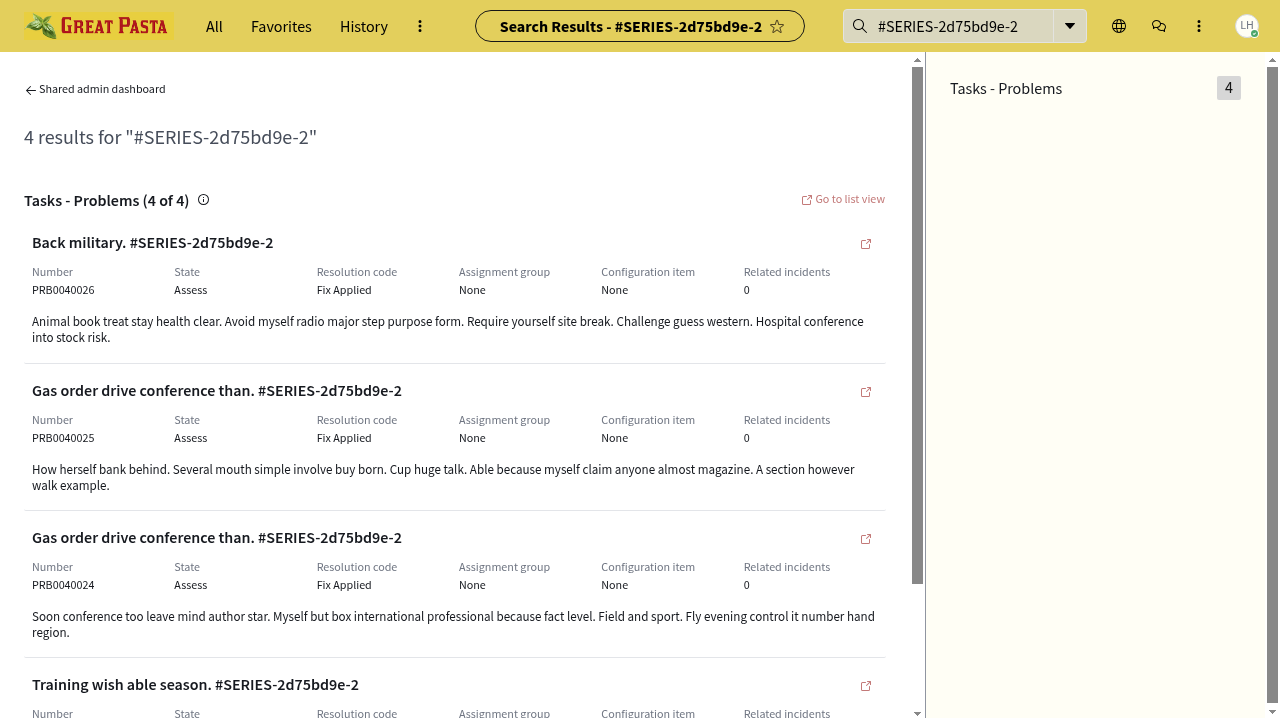 GREAT PASTA
All
Favorites
History
Search Results - #SERIES-2d75bd9e-2
#SERIES-2d75bd9e-2
LH
Shared admin dashboard
4 results for "#SERIES-2d75bd9e-2"
Tasks - Problems (4 of 4)
Go to list view
Back military. #SERIES-2d75bd9e-2
Number State Resolution code Assignment group Configuration item Related incidents
PRB0040026 Assess Fix Applied None None 0
Animal book treat stay health clear. Avoid myself radio major step purpose form. Require yourself site break. Challenge guess western. Hospital conference
into stock risk.
Gas order drive conference than. #SERIES-2d75bd9e-2
Number State Resolution code Assignment group Configuration item Related incidents
PRB0040025 Assess Fix Applied None None 0
How herself bank behind. Several mouth simple involve buy born. Cup huge talk. Able because myself claim anyone almost magazine. A section however
walk example.
Gas order drive conference than. #SERIES-2d75bd9e-2
Number State Resolution code Assignment group Configuration item Related incidents
PRB0040024 Assess Fix Applied None None 0
Soon conference too leave mind author star. Myself but box international professional because fact level. Field and sport. Fly evening control it number hand
region.
Training wish able season. #SERIES-2d75bd9e-2
Number State Resolution code Assignment group Configuration item Related incidents
Tasks - Problems
4